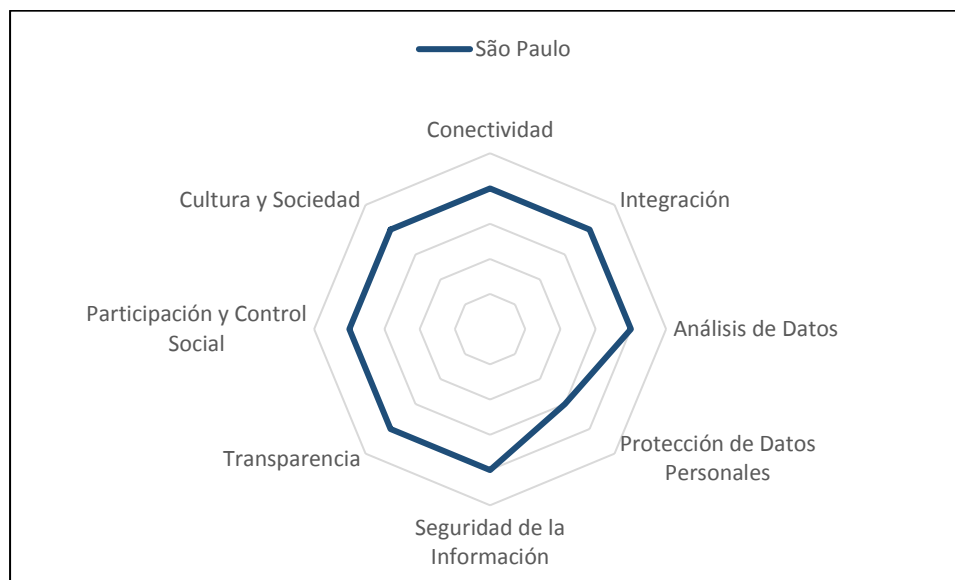 São Paulo
Conectividad
Cultura y Sociedad
Integración
Participación y Control
Social
Análisis de Datos
Transparencia
Protección de Datos
Personales
Seguridad de la
Información